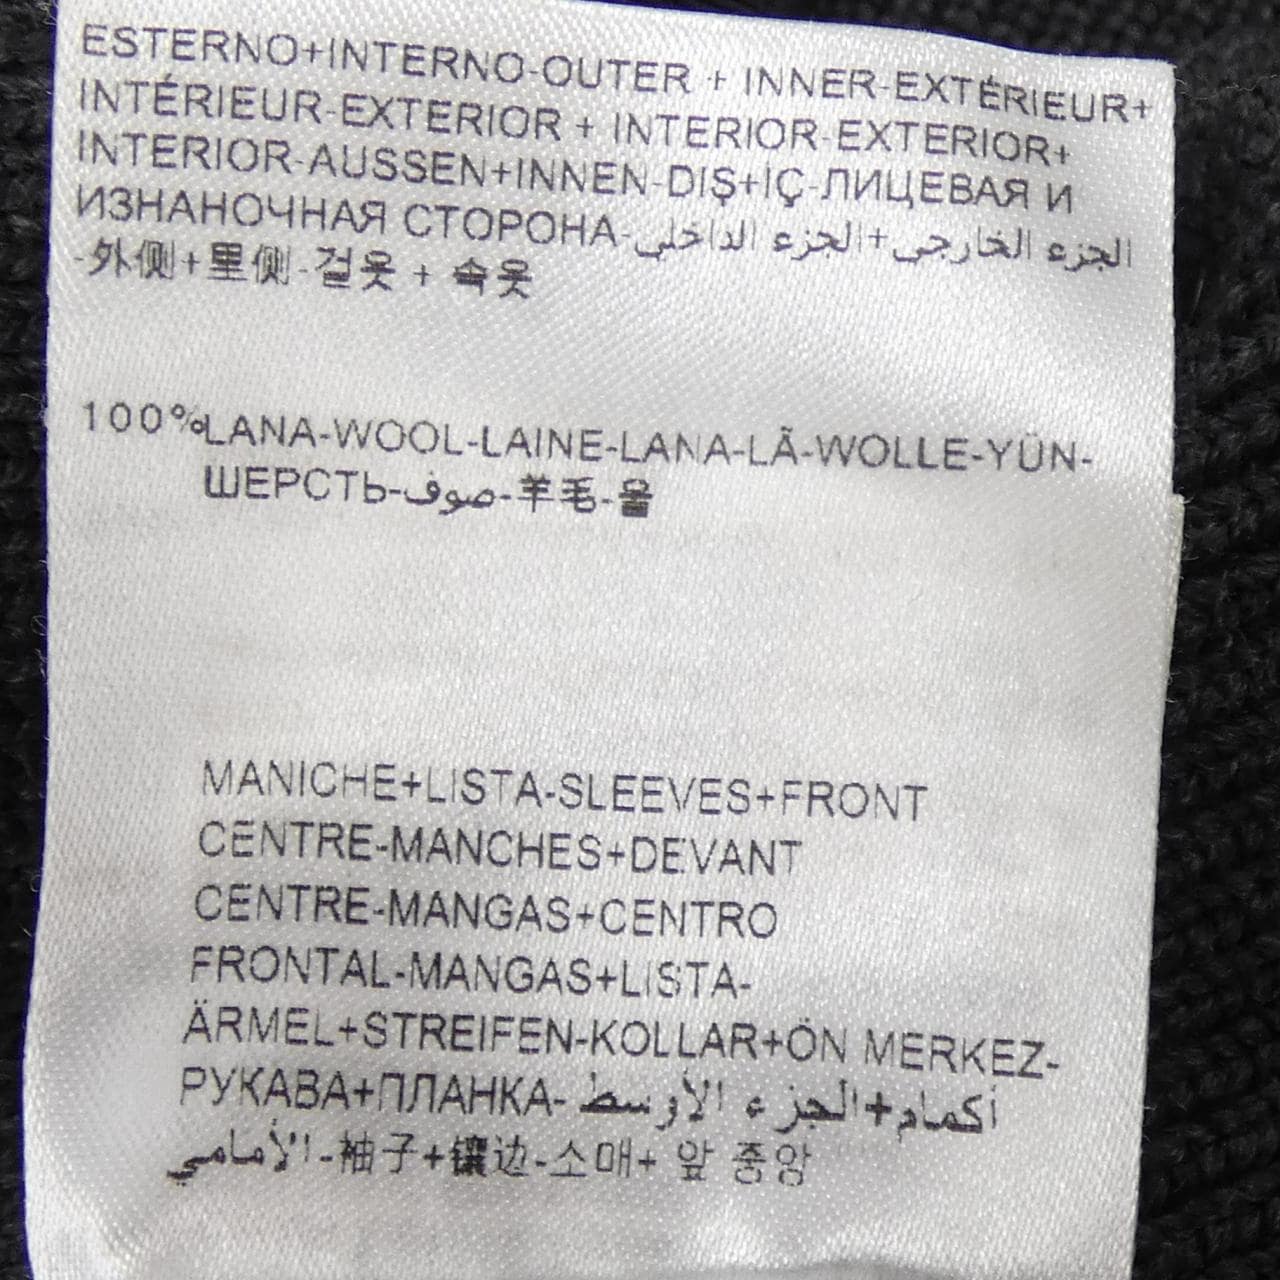 ESTERNO+INTERNO-OUTER + INNER-EXTÉRIEUR+
INTÉRIEUR-EXTERIOR + INTERIOR-EXTERIOR+
INTERIOR-AUSSEN+INNEN-DIŞ+İÇ-ЛИЦЕВАЯ И
ИЗНАНОЧНАЯ СТОРОНА-الجزء الخارجي+الجزء الداخلي
-外侧+里侧-겉옷 + 속옷
100%LANA-WOOL-LAINE-LANA-LÃ-WOLLE-YÜN-
ШЕРСТЬ-صوف-羊毛-울
MANICHE+LISTA-SLEEVES+FRONT
CENTRE-MANCHES+DEVANT
CENTRE-MANGAS+CENTRO
FRONTAL-MANGAS+LISTA-
ÄRMEL+STREIFEN-KOLLAR+ÖN MERKEZ-
РУКАВА+ПЛАНКА-أكمام+الجزء الأوسط
الأمامي-袖子+镶边-소매+ 앞 중앙